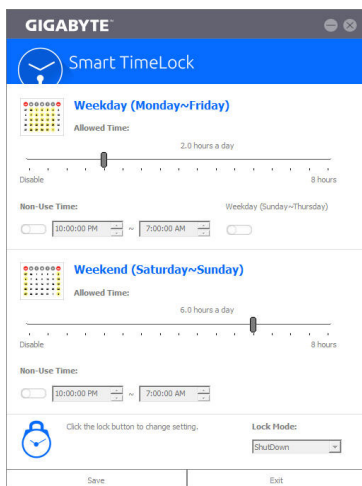 GIGABYTE™
Smart TimeLock
Weekday (Monday~Friday)
Allowed Time:
2.0 hours a day
Disable 8 hours
Non-Use Time: Weekday (Sunday~Thursday)
10:00:00 PM ~ 7:00:00 AM
Weekend (Saturday~Sunday)
Allowed Time:
6.0 hours a day
Disable 8 hours
Non-Use Time:
10:00:00 PM ~ 7:00:00 AM
Click the lock button to change setting. Lock Mode:
ShutDown
Save Exit